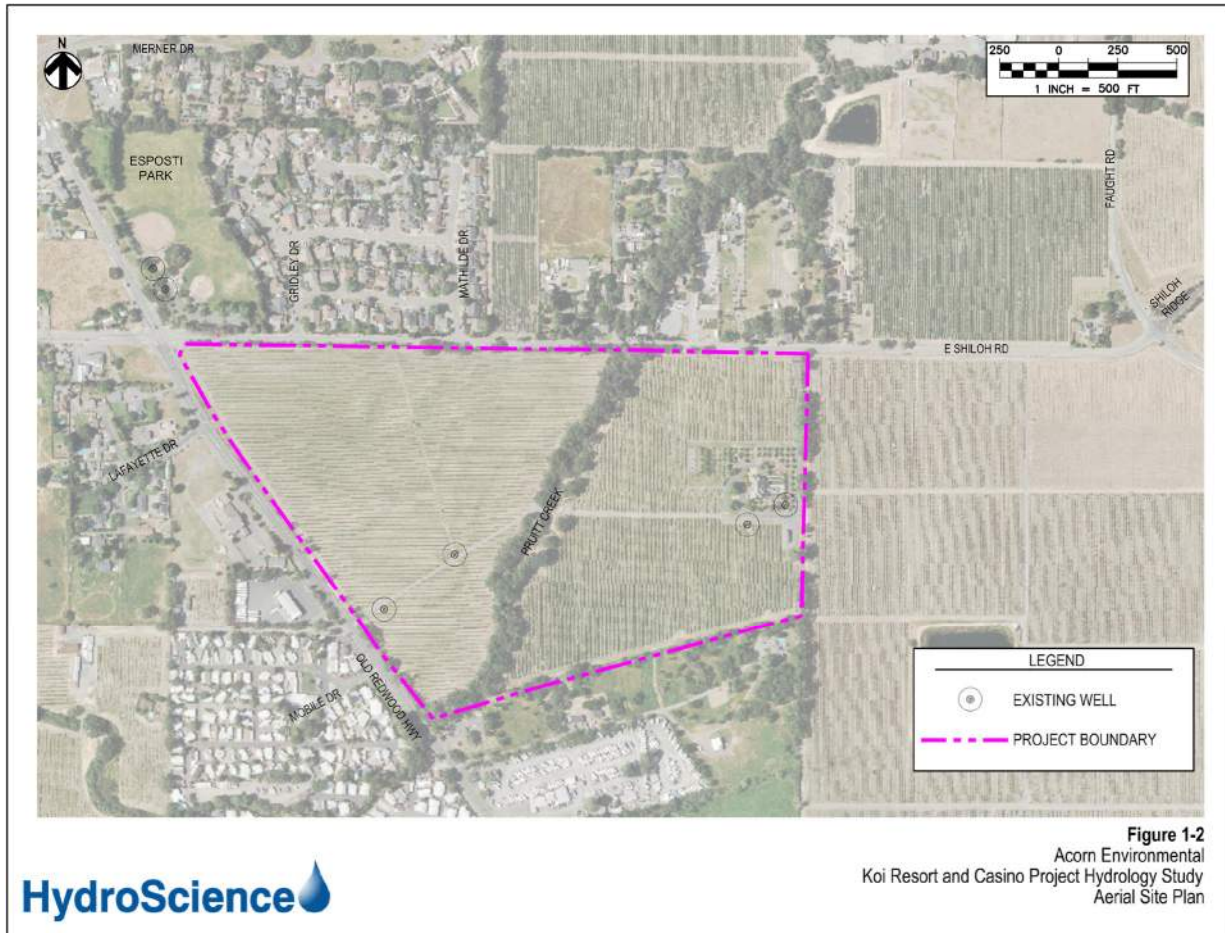 N
MERNER DR
250 0 250 500
1 INCH = 500 FT
ESPOSTI
PARK
GRIDLEY DR
MATHILDE DR
FAUGHT RD
SHILOH
RIDGE
E SHILOH RD
LAFAYETTE DR
PRUITT CREEK
OLD REDWOOD HWY
MOBILE DR
LEGEND
EXISTING WELL
PROJECT BOUNDARY
Figure 1-2
Acorn Environmental
Koi Resort and Casino Project Hydrology Study
Aerial Site Plan
HydroScience